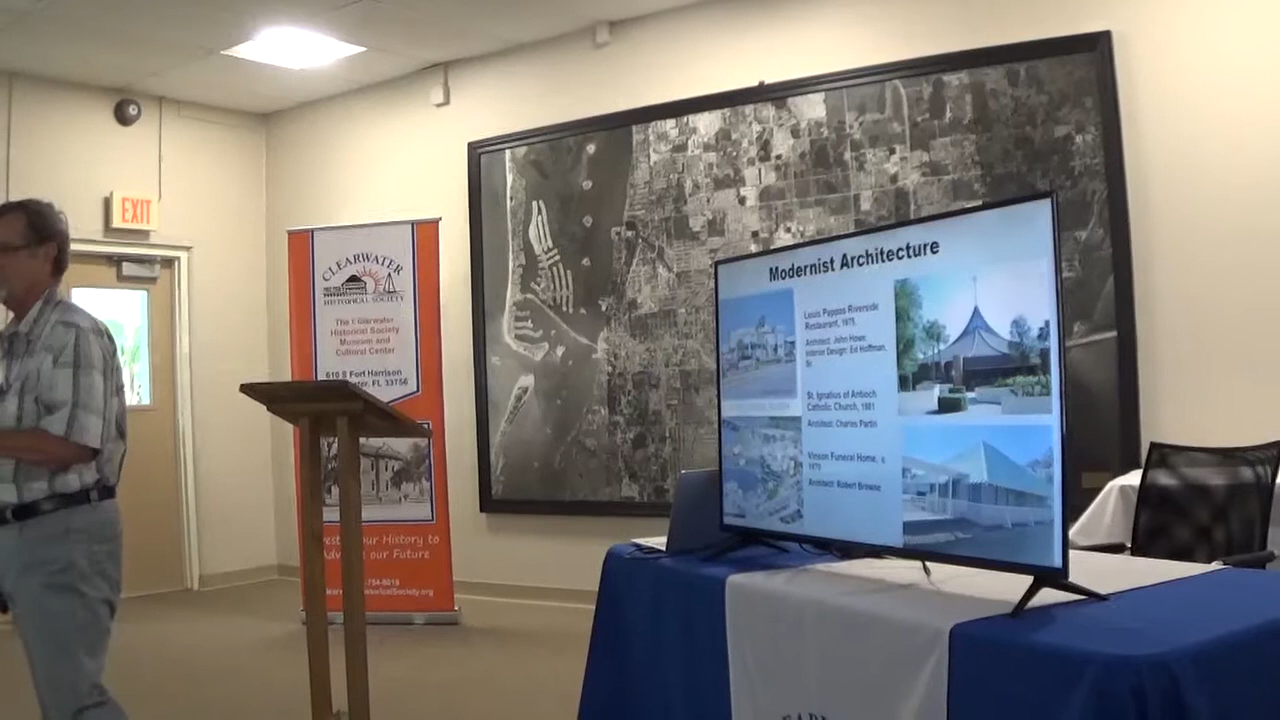 EXIT
CLEARWATER
HISTORICAL SOCIETY
The Clearwater
Historical Society
Museum and
Cultural Center
610 S Fort Harrison
FL 33756
our History to
our Future
Modernist Architecture
Louis Pappas Riverside
Restaurant, 1975,
Architect: John Howe
Interior Design: Ed Hoffman,
Sr
St. Ignatius of Antioch
Catholic Church, 1981
Architect: Charles Partin
Vinson Funeral Home, c
1970
Architect: Robert Browne